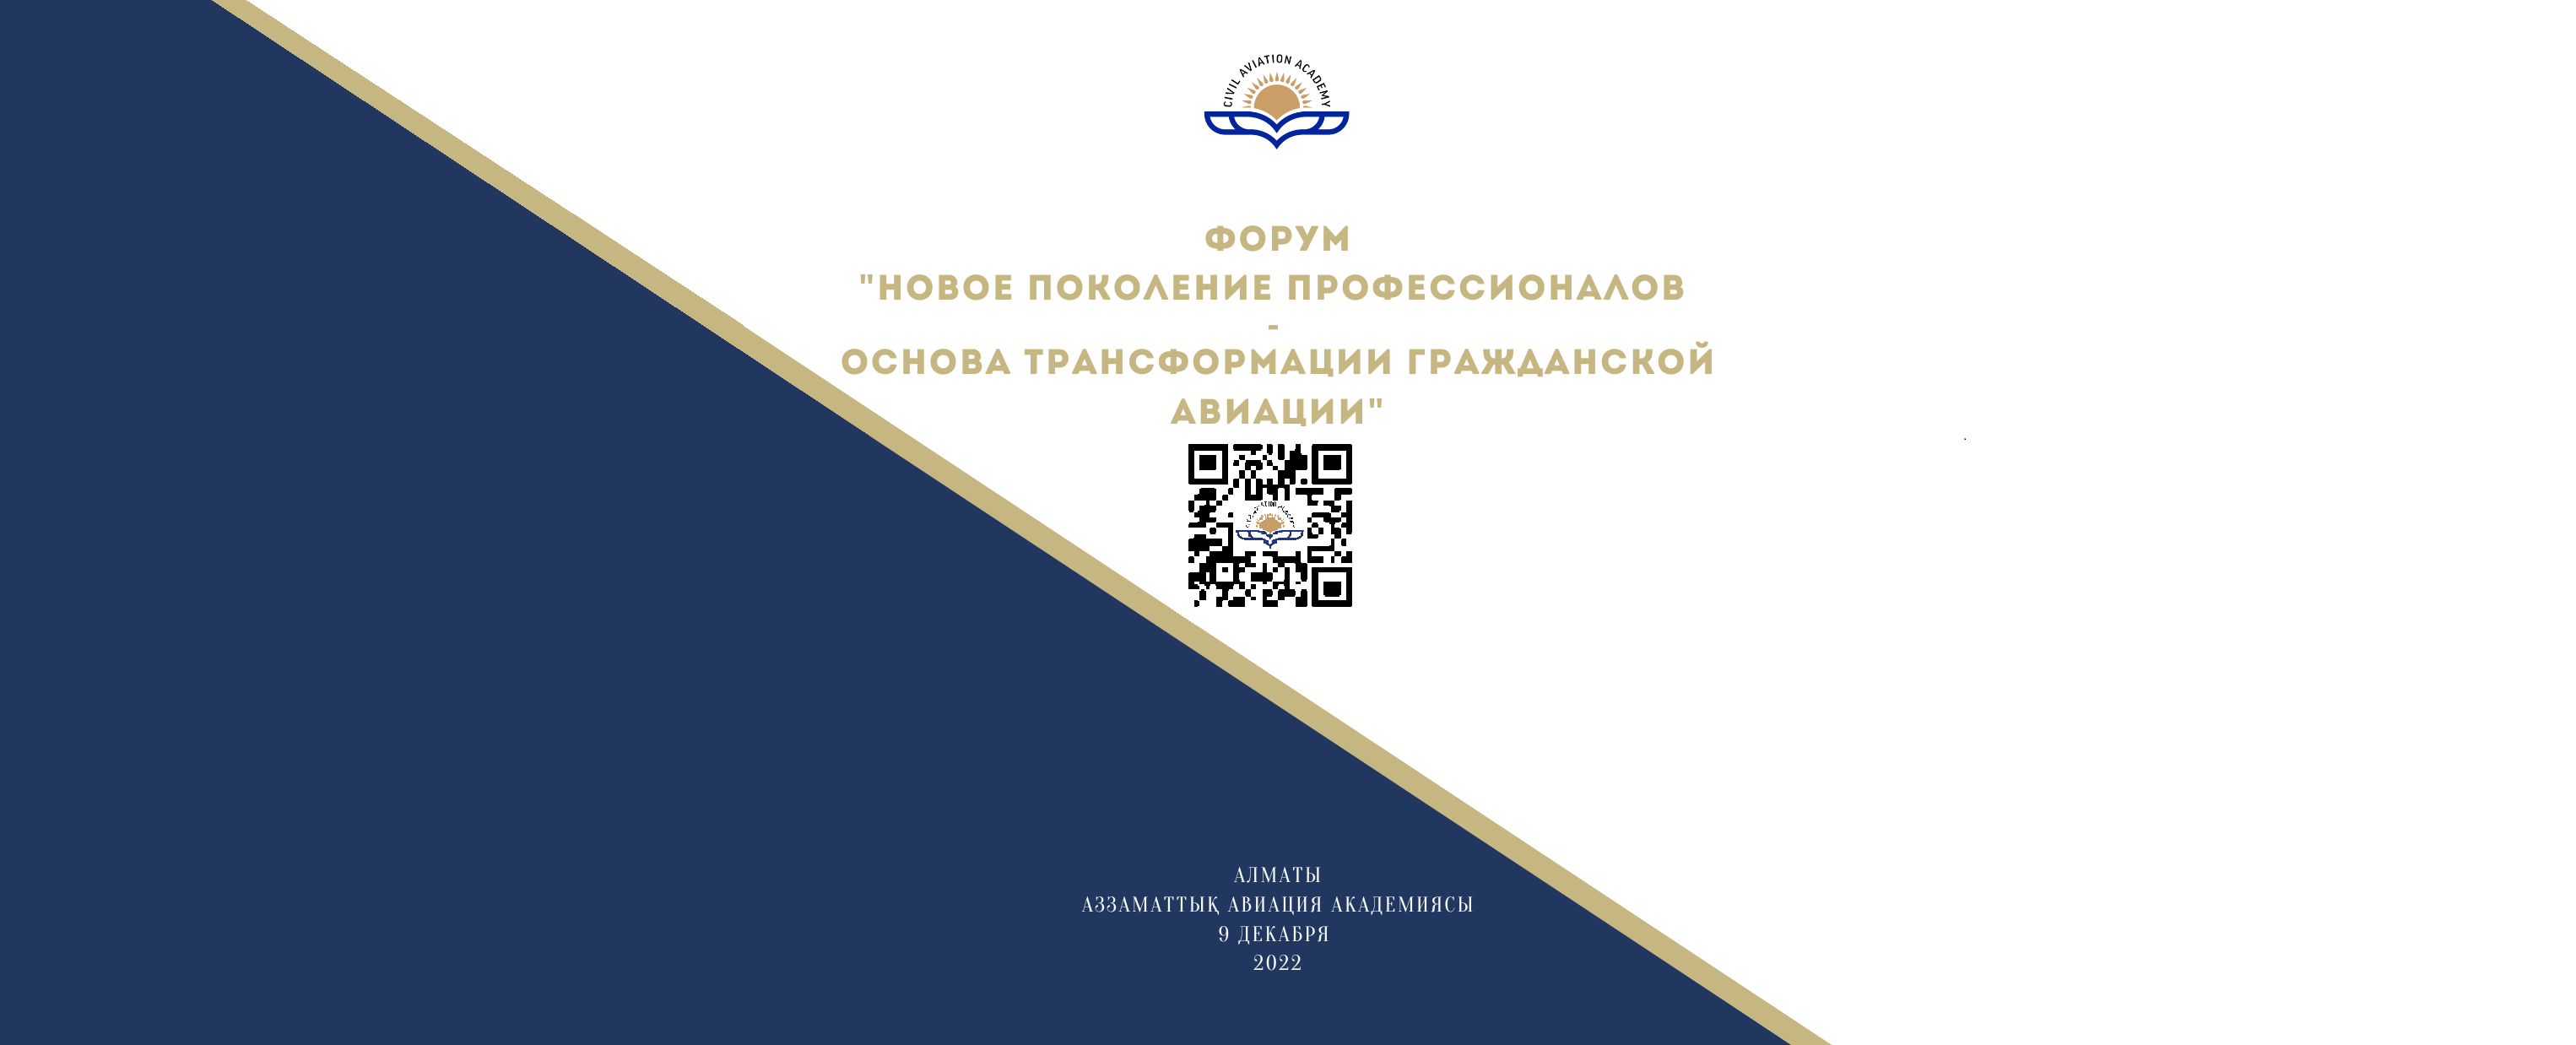 CIVIL AVIATION ACADEMY
ФОРУМ
"НОВОЕ ПОКОЛЕНИЕ ПРОФЕССИОНАЛОВ
-
ОСНОВА ТРАНСФОРМАЦИИ ГРАЖДАНСКОЙ
АВИАЦИИ"
АЛМАТЫ
АЗЗАМАТТЫҚ АВИАЦИЯ АКАДЕМИЯСЫ
9 ДЕКАБРЯ
2022